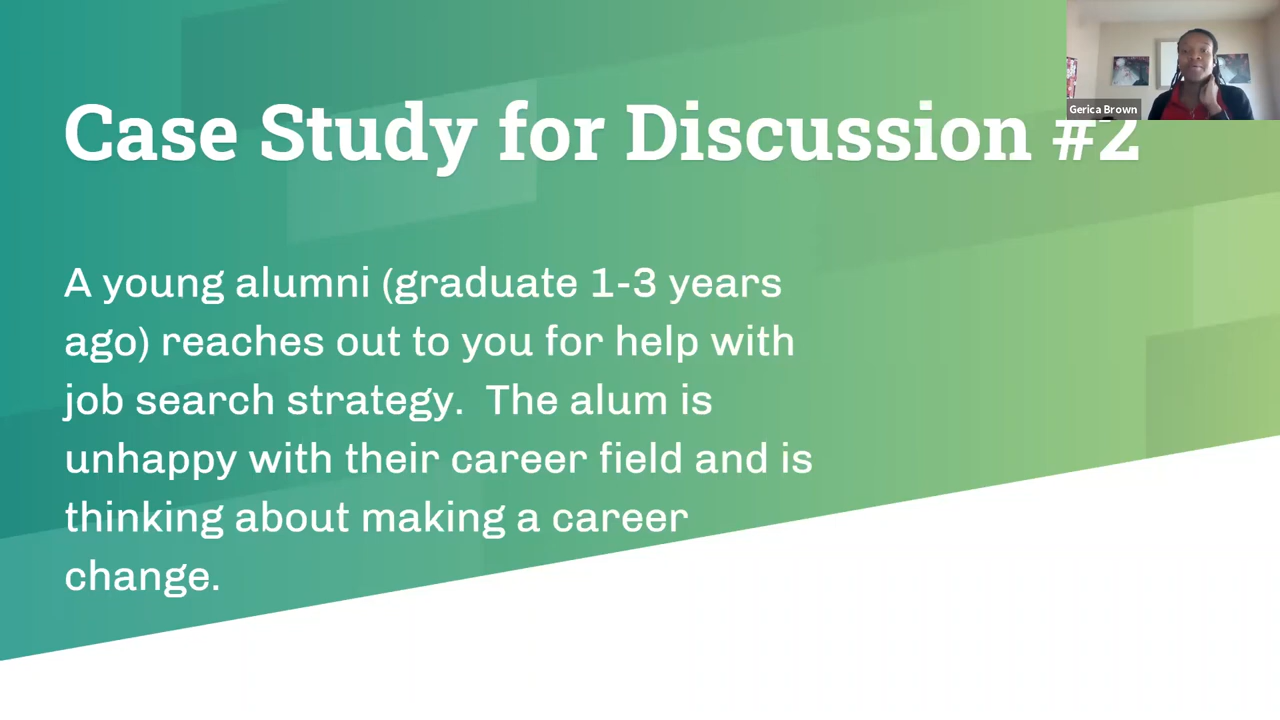 Gerica Brown
Case Study for Discussion #2
A young alumni (graduate 1-3 years
ago) reaches out to you for help with
job search strategy.  The alum is
unhappy with their career field and is
thinking about making a career
change.